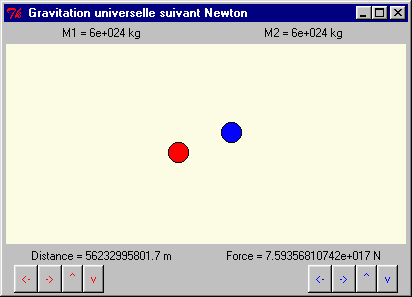 Gravitation universelle suivant Newton
M1 = 6e+024 kg M2 = 6e+024 kg
Distance = 56232995801.7 m Force = 7.59356810742e+017 N
<- -> ^ v <- -> ^ v